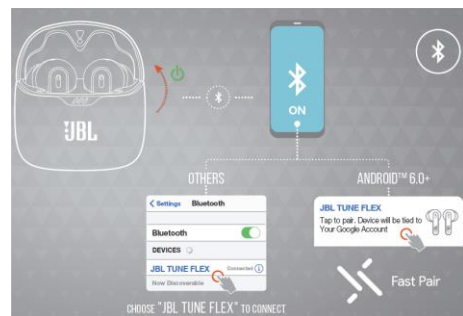 JBL
ON
OTHERS
Settings Bluetooth
Bluetooth
DEVICES
JBL TUNE FLEX Connected
Now Discoverable
CHOOSE "JBL TUNE FLEX" TO CONNECT
ANDROID™ 6.0+
JBL TUNE FLEX
Tap to pair. Device will be tied to
Your Google Account
Fast Pair